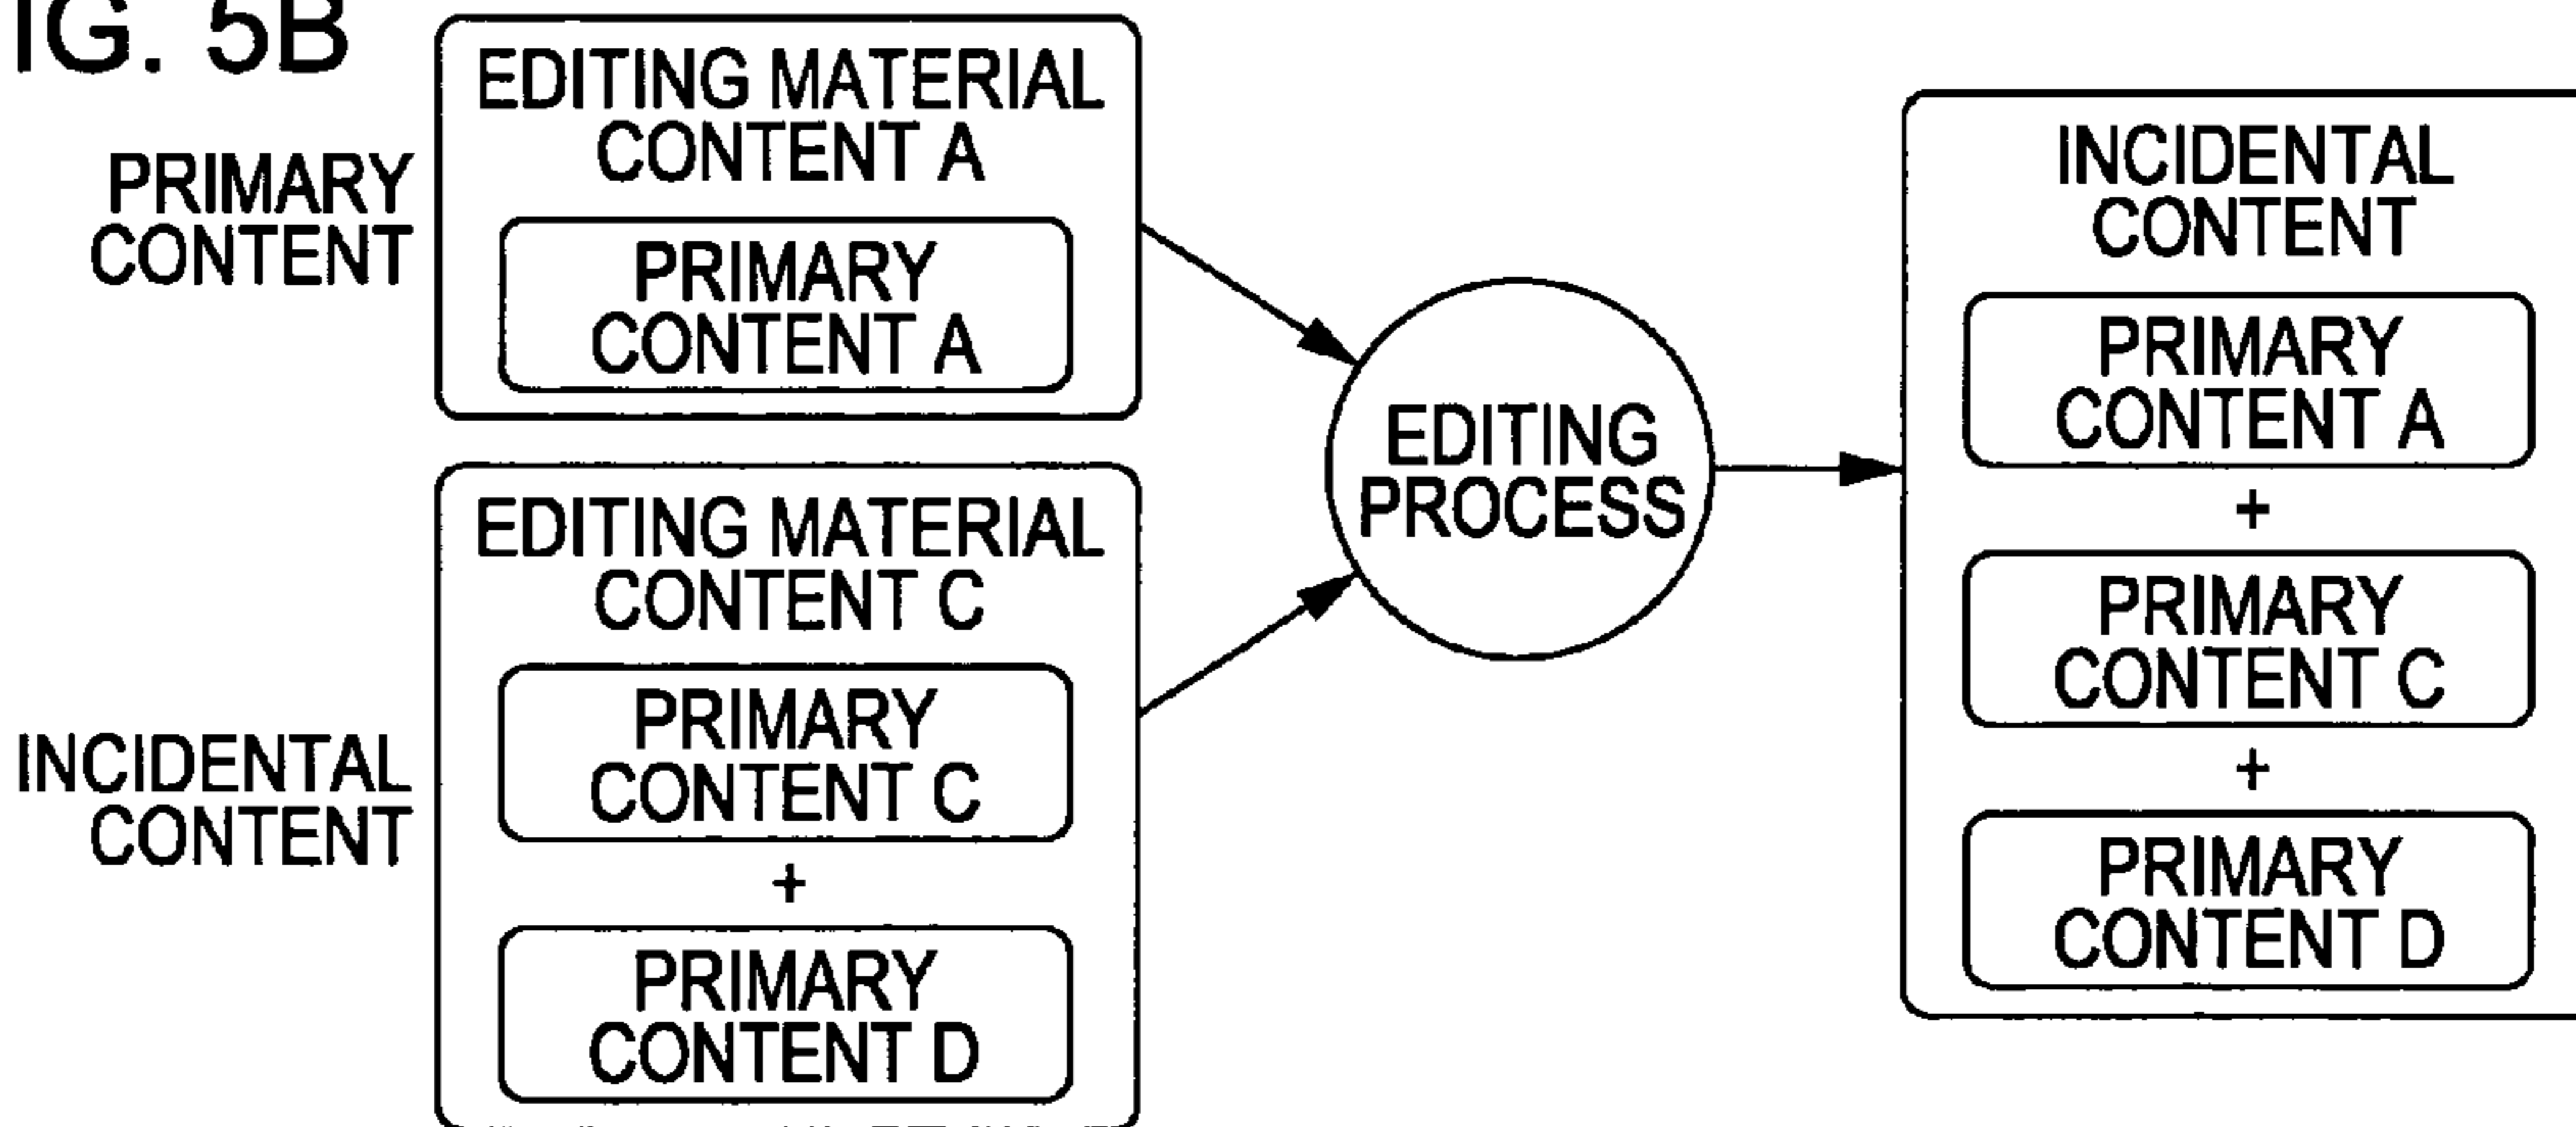 IG. 5B
EDITING MATERIAL
CONTENT A
PRIMARY
CONTENT
PRIMARY
CONTENT A
EDITING MATERIAL
CONTENT C
INCIDENTAL
CONTENT
PRIMARY
CONTENT C
+
PRIMARY
CONTENT D
EDITING
PROCESS
INCIDENTAL
CONTENT
PRIMARY
CONTENT A
+
PRIMARY
CONTENT C
+
PRIMARY
CONTENT D